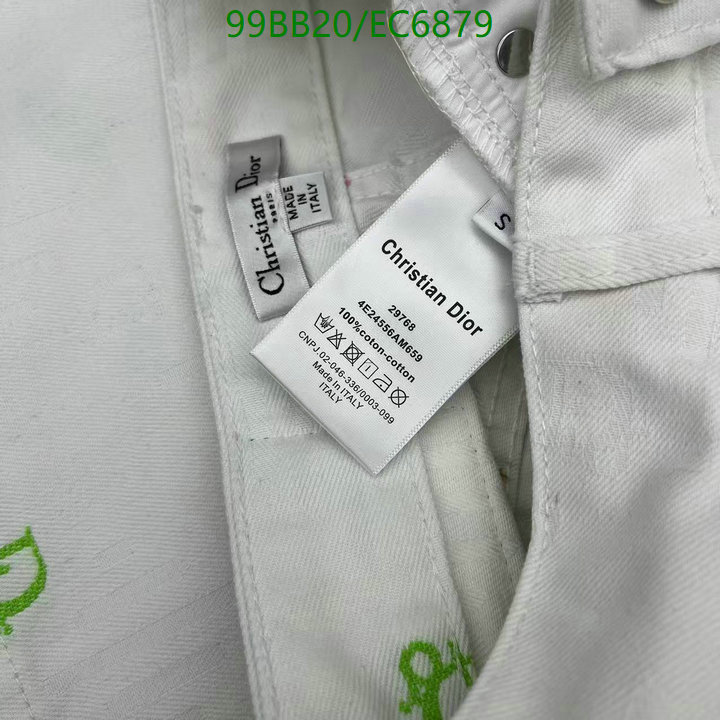 99BB20/EC6879
Christian Dior
PARIS
MADE
IN
ITALY
S
Christian Dior
29768
4E24556AM659
100%coton-cotton
CNPJ.02-046-336/0003-099
Made In ITALY
ITALY